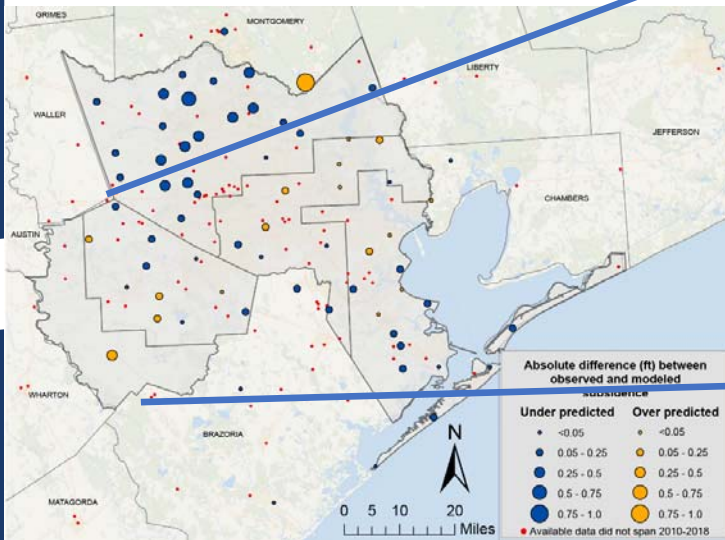 GRIMES
MONTGOMERY
LIBERTY
WALLER
JEFFERSON
CHAMBERS
AUSTIN
WHARTON
BRAZORIA
MATAGORDA
N
0 5 10 20
Miles
Absolute difference (ft) between
observed and modeled
subsidence
Under predicted Over predicted
<0.05 <0.05
0.05 - 0.25 0.05 - 0.25
0.25 - 0.5 0.25 - 0.5
0.5 - 0.75 0.5 - 0.75
0.75 - 1.0 0.75 - 1.0
Available data did not span 2010-2018